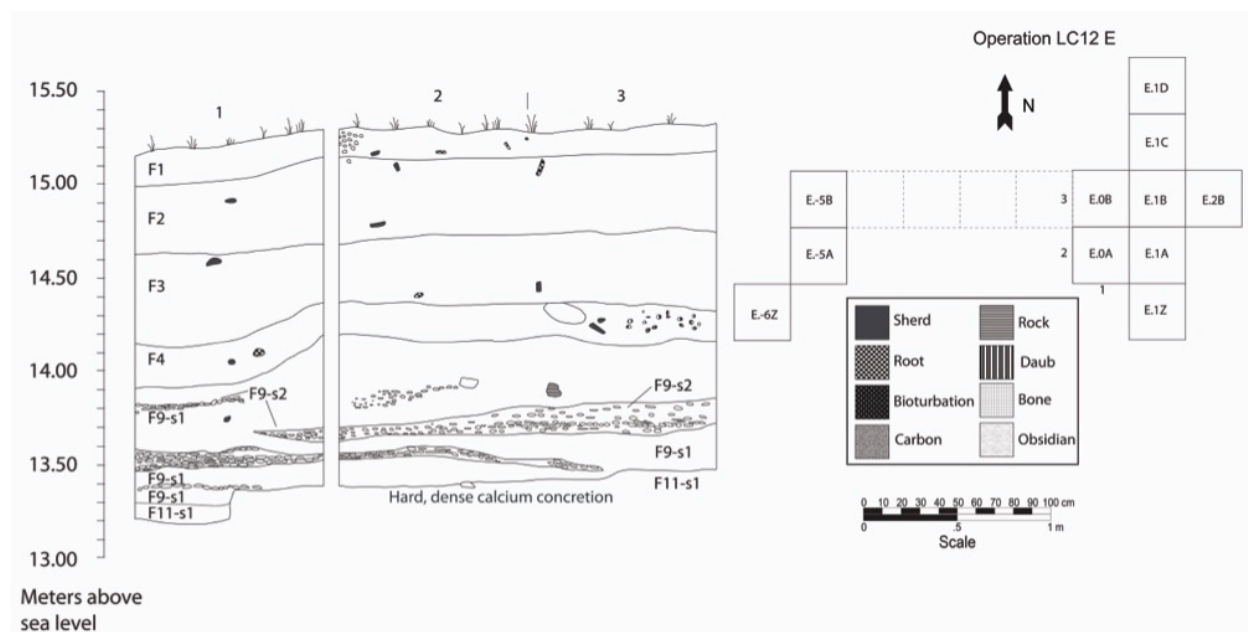 Operation LC12 E
N
15.50
15.00
14.50
14.00
13.50
13.00
Meters above
sea level
1
2
3
F1
F2
F3
F4
F9-s2
F9-s1
F9-s1
F9-s1
F11-s1
F9-s2
F9-s1
F11-s1
Hard, dense calcium concretion
E.1D
E.1C
E.-5B
3
E.0B
E.1B
E.2B
E.-5A
2
E.0A
E.1A
1
E.-6Z
E.1Z
Sherd
Rock
Root
Daub
Bioturbation
Bone
Carbon
Obsidian
0 10 20 30 40 50 60 70 80 90 100 cm
0 .5 1 m
Scale